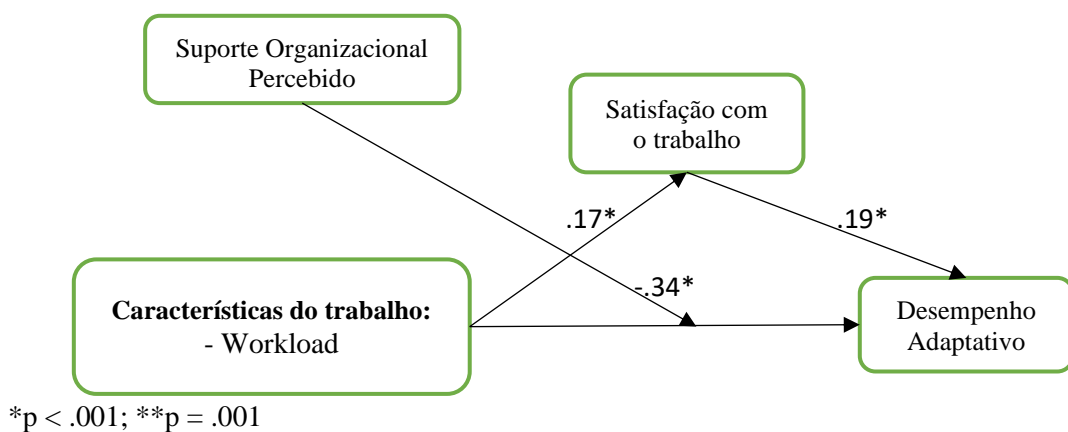 Suporte Organizacional
Percebido
Satisfação com
o trabalho
.17*
.19*
-.34*
Características do trabalho:
- Workload
Desempenho
Adaptativo
*p < .001; **p = .001